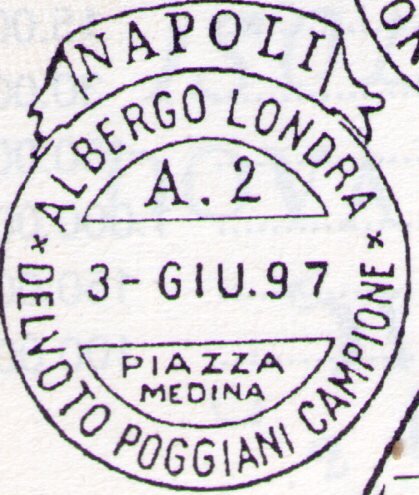 NAPOLI
ALBERGO LONDRA
A. 2
3-GIU.97
PIAZZA
MEDINA
DELVOTO POGGIANI CAMPIONE